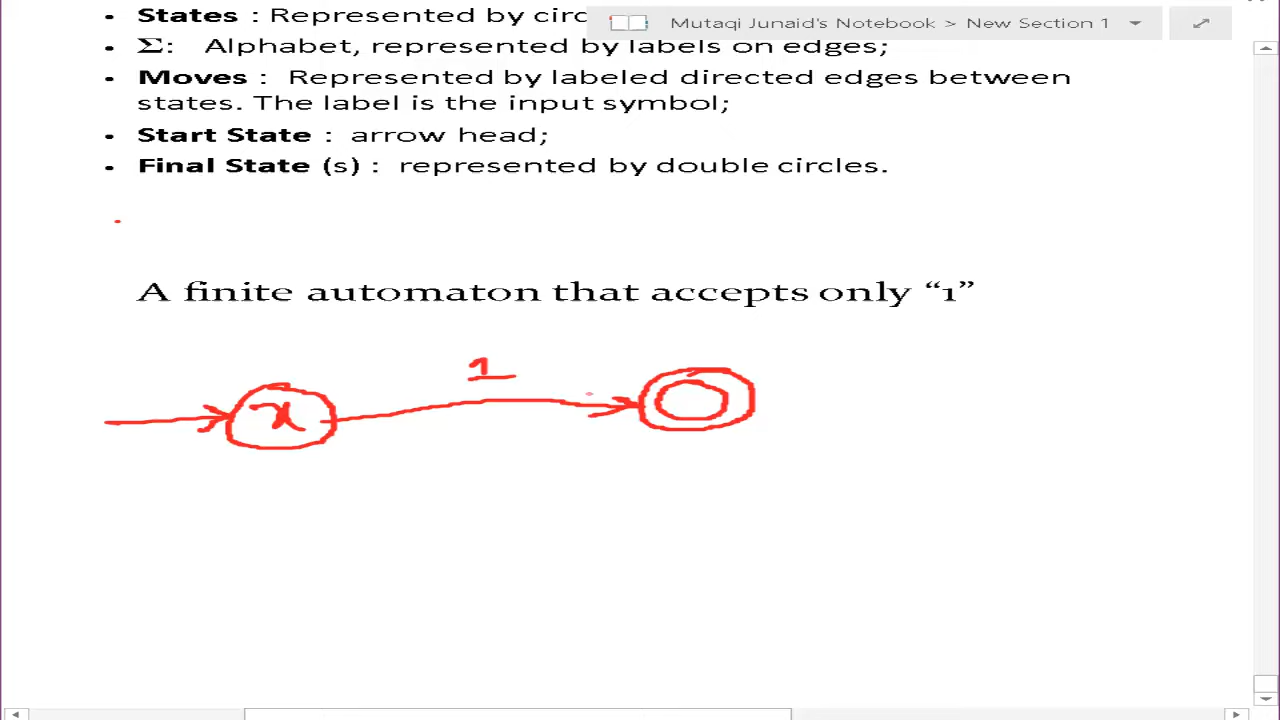 • States : Represented by circ
Mutaqi Junaid's Notebook > New Section 1
• Σ: Alphabet, represented by labels on edges;
• Moves : Represented by labeled directed edges between
states. The label is the input symbol;
• Start State : arrow head;
• Final State (s) : represented by double circles.
A finite automaton that accepts only “1”
1
x